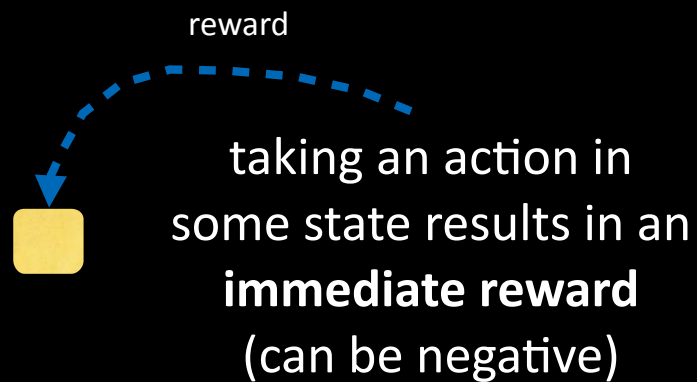 reward
taking an action in
some state results in an
immediate reward
(can be negative)